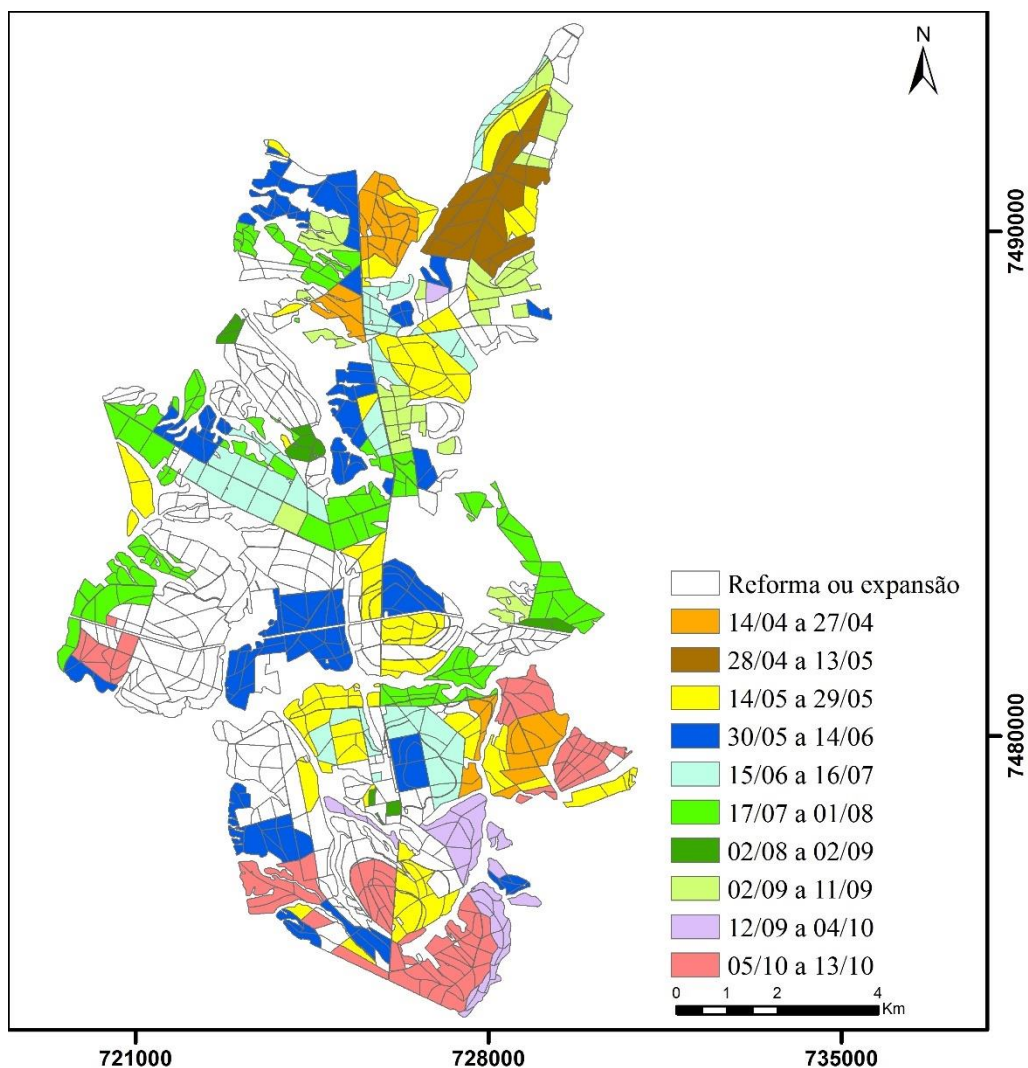 N
7490000
7480000
Reforma ou expansão
14/04 a 27/04
28/04 a 13/05
14/05 a 29/05
30/05 a 14/06
15/06 a 16/07
17/07 a 01/08
02/08 a 02/09
02/09 a 11/09
12/09 a 04/10
05/10 a 13/10
0 1 2 4
Km
721000 728000 735000